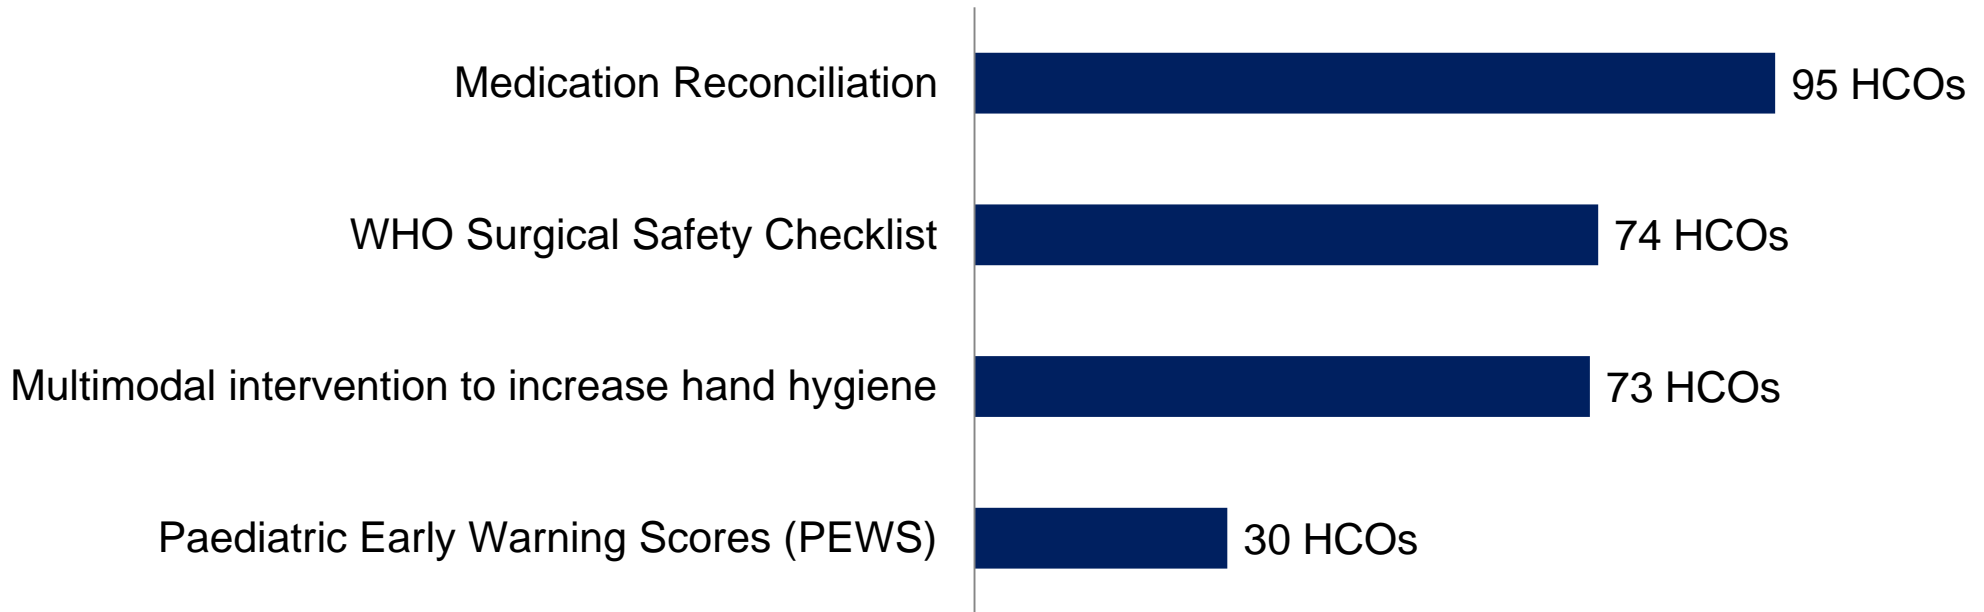 Medication Reconciliation 95 HCOs
WHO Surgical Safety Checklist 74 HCOs
Multimodal intervention to increase hand hygiene 73 HCOs
Paediatric Early Warning Scores (PEWS) 30 HCOs